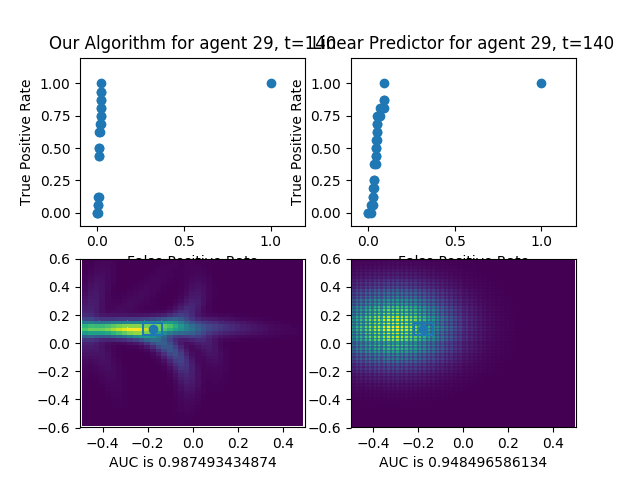 Our Algorithm for agent 29, t=140
Linear Predictor for agent 29, t=140
True Positive Rate
1.00
0.75
0.50
0.25
0.00
0.0 0.5 1.0
False Positive Rate
True Positive Rate
1.00
0.75
0.50
0.25
0.00
0.0 0.5 1.0
False Positive Rate
0.6
0.4
0.2
0.0
−0.2
−0.4
−0.6
−0.4 −0.2 0.0 0.2 0.4
AUC is 0.987493434874
0.6
0.4
0.2
0.0
−0.2
−0.4
−0.6
−0.4 −0.2 0.0 0.2 0.4
AUC is 0.948496586134